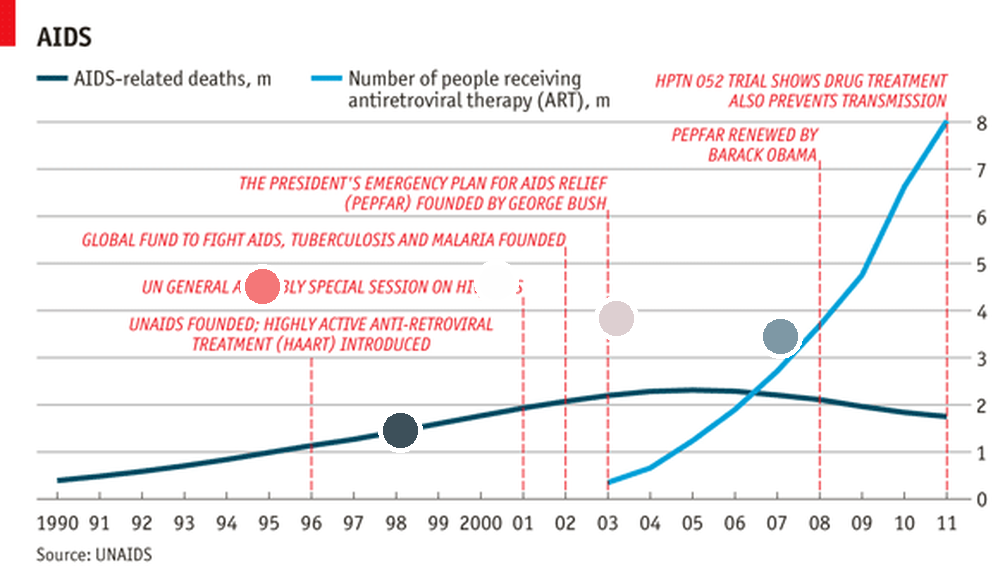 AIDS
AIDS-related deaths, m
Number of people receiving
antiretroviral therapy (ART), m
HPTN 052 TRIAL SHOWS DRUG TREATMENT
ALSO PREVENTS TRANSMISSION
PEPFAR RENEWED BY
BARACK OBAMA
THE PRESIDENT'S EMERGENCY PLAN FOR AIDS RELIEF
(PEPFAR) FOUNDED BY GEORGE BUSH
GLOBAL FUND TO FIGHT AIDS, TUBERCULOSIS AND MALARIA FOUNDED
UN GENERAL SPECIAL SESSION ON
UNAIDS FOUNDED; HIGHLY ACTIVE ANTI-RETROVIRAL
TREATMENT (HAART) INTRODUCED
8
7
6
5
4
3
2
1
0
1990 91 92 93 94 95 96 97 98 99 2000 01 02 03 04 05 06 07 08 09 10 11
Source: UNAIDS